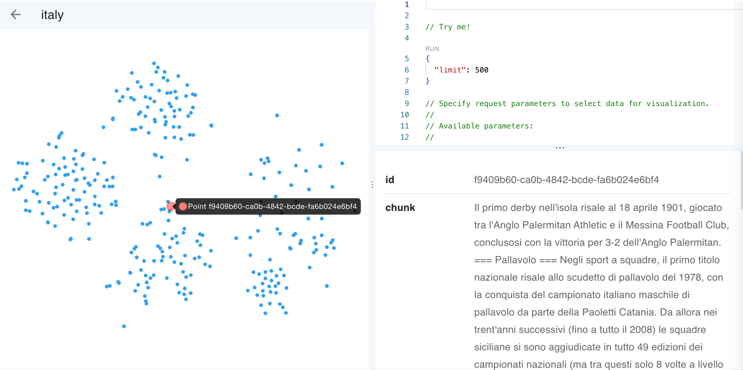 italy
Point f9409b60-ca0b-4842-bcde-fa6b024e6bf4
1
2
3 // Try me!
4
RUN
5 {
6 "limit": 500
7 }
8
9 // Specify request parameters to select data for visualization.
10 //
11 // Available parameters:
12 //
id f9409b60-ca0b-4842-bcde-fa6b024e6bf4
chunk Il primo derby nell'isola risale al 18 aprile 1901, giocato
tra l'Anglo Palermitan Athletic e il Messina Football Club,
conclusosi con la vittoria per 3-2 dell'Anglo Palermitan.
=== Pallavolo === Negli sport a squadre, il primo titolo
nazionale risale allo scudetto di pallavolo del 1978, con
la conquista del campionato italiano maschile di
pallavolo da parte della Paoletti Catania. Da allora nei
trent'anni successivi (fino a tutto il 2008) le squadre
siciliane si sono aggiudicate in tutto 49 edizioni dei
campionati nazionali (ma tra questi solo 8 volte a livello